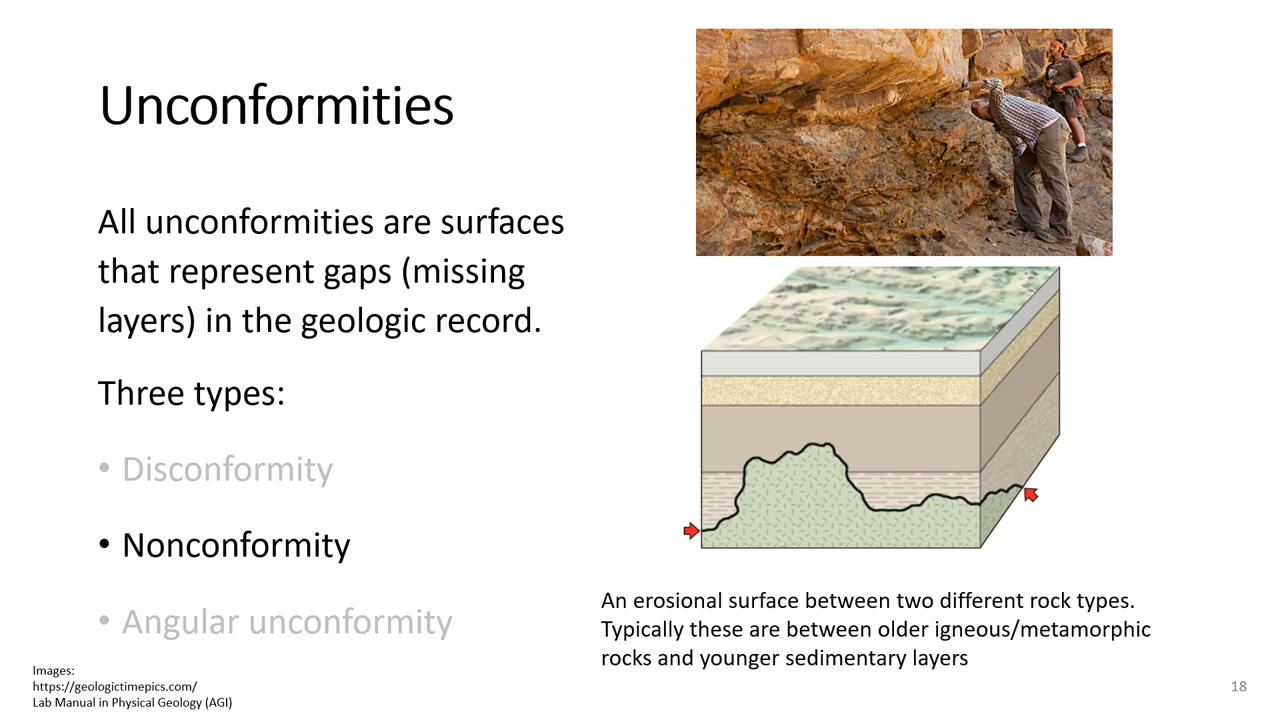 Unconformities
All unconformities are surfaces
that represent gaps (missing
layers) in the geologic record.
Three types:
• Disconformity
• Nonconformity
• Angular unconformity
An erosional surface between two different rock types.
Typically these are between older igneous/metamorphic
rocks and younger sedimentary layers
Images:
https://geologictimepics.com/
Lab Manual in Physical Geology (AGI)
18